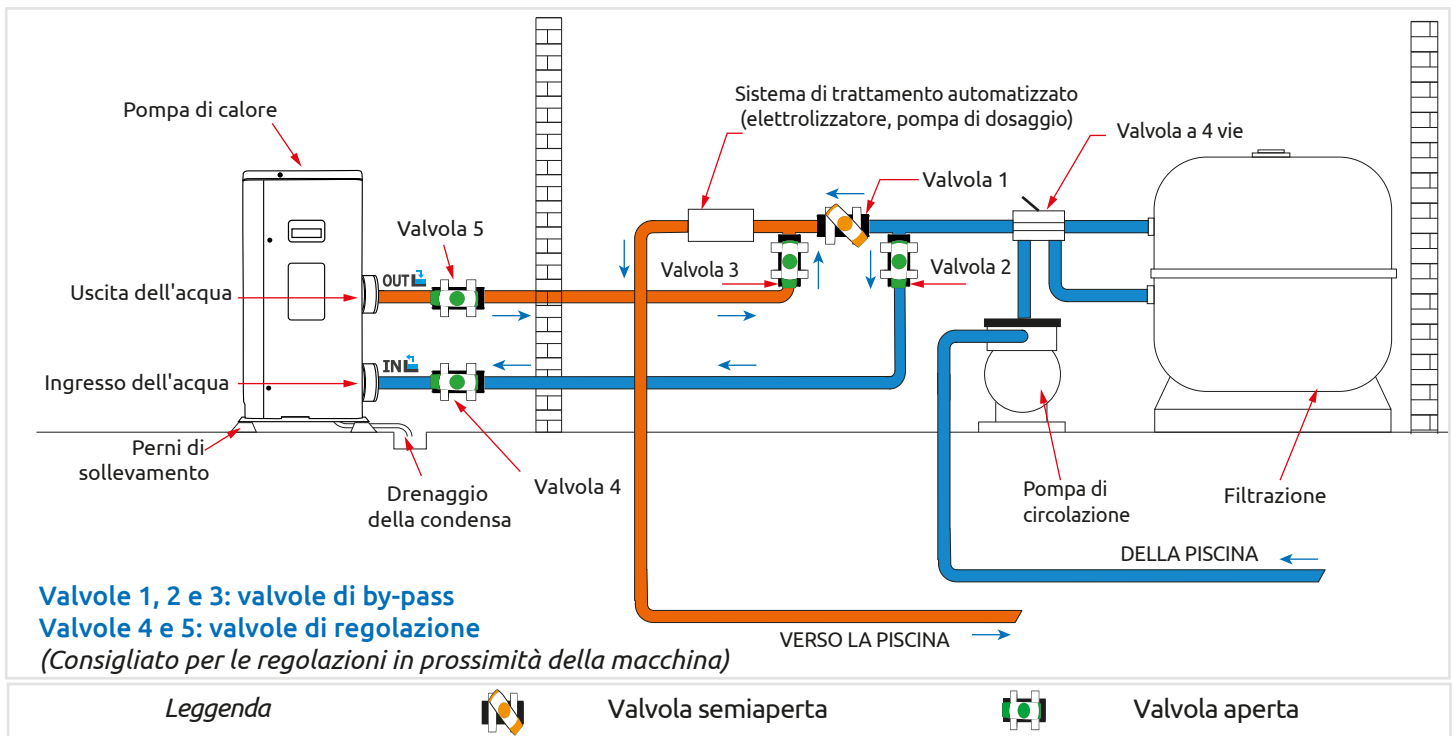 Pompa di calore
Sistema di trattamento automatizzato
(elettrolizzatore, pompa di dosaggio)
Valvola a 4 vie
Valvola 1
Valvola 5
Valvola 3
Valvola 2
OUT
Uscita dell'acqua
IN
Ingresso dell'acqua
Perni di
sollevamento
Drenaggio
della condensa
Valvola 4
Pompa di
circolazione
Filtrazione
DELLA PISCINA
VERSO LA PISCINA
Valvole 1, 2 e 3: valvole di by-pass
Valvole 4 e 5: valvole di regolazione
(Consigliato per le regolazioni in prossimità della macchina)
Leggenda
Valvola semiaperta
Valvola aperta